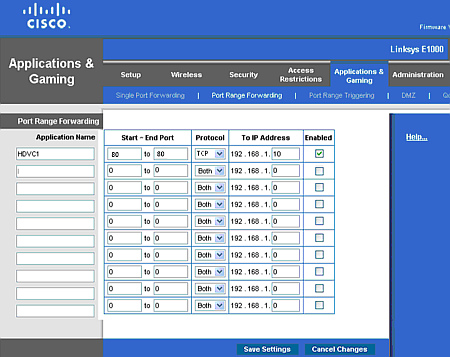 CISCO.
Firmware V
Linksys E1000
Applications & Gaming
Setup Wireless Security Access Restrictions Applications & Gaming Administration
Single Port Forwarding | Port Range Forwarding | Port Range Triggering | DMZ | Q
Port Range Forwarding
Application Name Start – End Port Protocol To IP Address Enabled
Help...
HDVC1 80 to 80 TCP 192 .168 .1. 10
0 to 0 Both 192 .168 .1. 0
0 to 0 Both 192 .168 .1. 0
0 to 0 Both 192 .168 .1. 0
0 to 0 Both 192 .168 .1. 0
0 to 0 Both 192 .168 .1. 0
0 to 0 Both 192 .168 .1. 0
0 to 0 Both 192 .168 .1. 0
0 to 0 Both 192 .168 .1. 0
0 to 0 Both 192 .168 .1. 0
Save Settings Cancel Changes